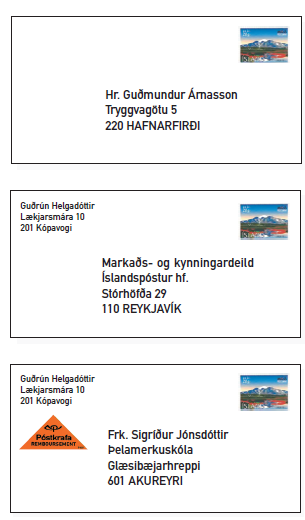 Hr. Guðmundur Árnasson
Tryggvagötu 5
220 HAFNARFIRÐI
Guðrún Helgadóttir
Lækjarsmára 10
201 Kópavogi
Markaðs- og kynningardeild
Íslandspóstur hf.
Stórhöfða 29
110 REYKJAVÍK
Guðrún Helgadóttir
Lækjarsmára 10
201 Kópavogi
Póstkrafa
REMBOURSEMENT
Frk. Sigríður Jónsdóttir
Þelamerkuskóla
Glæsibæjarhreppi
601 AKUREYRI